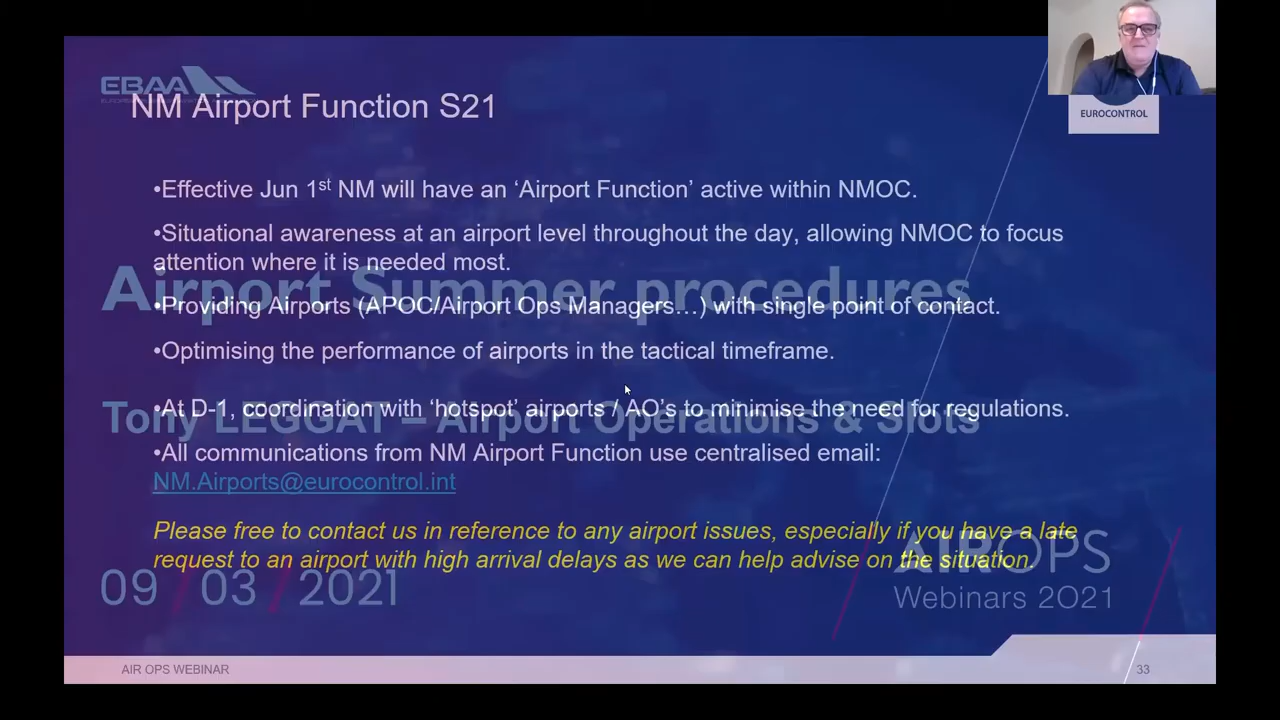 EBAA
NM Airport Function S21
EUROCONTROL
•Effective Jun 1st NM will have an ‘Airport Function’ active within NMOC.
•Situational awareness at an airport level throughout the day, allowing NMOC to focus
attention where it is needed most.
Airport Summer procedures
•Providing Airports (APOC/Airport Ops Managers…) with single point of contact.
•Optimising the performance of airports in the tactical timeframe.
•At D-1, coordination with ‘hotspot’ airports / AO’s to minimise the need for regulations.
Tony LEGGAT – Airport Operations & Slots
•All communications from NM Airport Function use centralised email:
NM.Airports@eurocontrol.int
Please free to contact us in reference to any airport issues, especially if you have a late
request to an airport with high arrival delays as we can help advise on the situation.
AIROPS
Webinars 2021
09 / 03 / 2021
AIR OPS WEBINAR
33